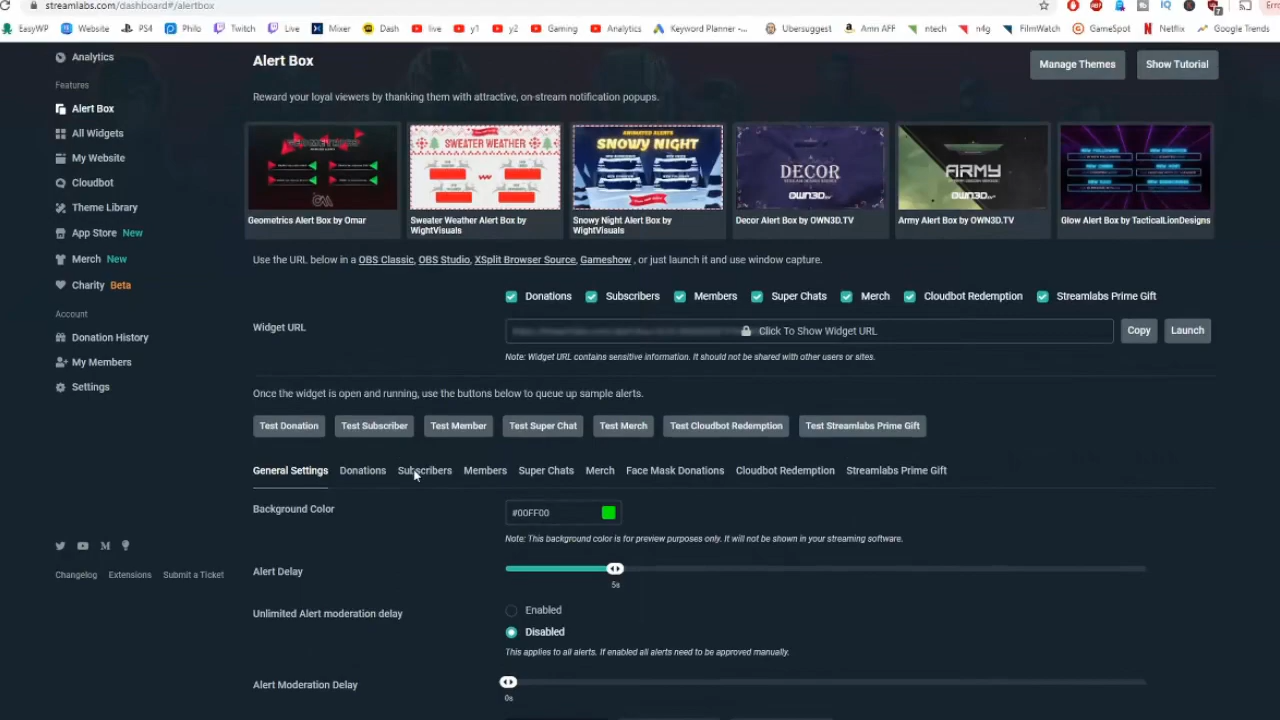 streamlabs.com/dashboard#/alertbox
EasyWP Website PS4 Philo Twitch Live Mixer Dash live y1 y2 Gaming Analytics Keyword Planner -... Ubersuggest Amn AFF ntech n4g FilmWatch GameSpot Netflix Google Trends
Analytics
Features
Alert Box
All Widgets
My Website
Cloudbot
Theme Library
App Store New
Merch New
Charity Beta
Account
Donation History
My Members
Settings
Changelog Extensions Submit a Ticket
Alert Box
Manage Themes Show Tutorial
Reward your loyal viewers by thanking them with attractive, on-stream notification popups.
SWEATER WEATHER
ANIMATED ALERTS
SNOWY NIGHT
DECOR
OWN3D.TV
ARMY
OWN3D.TV
Geometrics Alert Box by Omar
Sweater Weather Alert Box by WightVisuals
Snowy Night Alert Box by WightVisuals
Decor Alert Box by OWN3D.TV
Army Alert Box by OWN3D.TV
Glow Alert Box by TacticalLionDesigns
Use the URL below in a OBS Classic, OBS Studio, XSplit Browser Source, Gameshow , or just launch it and use window capture.
Donations Subscribers Members Super Chats Merch Cloudbot Redemption Streamlabs Prime Gift
Widget URL
Click To Show Widget URL
Copy Launch
Note: Widget URL contains sensitive information. It should not be shared with other users or sites.
Once the widget is open and running, use the buttons below to queue up sample alerts.
Test Donation Test Subscriber Test Member Test Super Chat Test Merch Test Cloudbot Redemption Test Streamlabs Prime Gift
General Settings Donations Subscribers Members Super Chats Merch Face Mask Donations Cloudbot Redemption Streamlabs Prime Gift
Background Color
#00FF00
Note: This background color is for preview purposes only. It will not be shown in your streaming software.
Alert Delay
5s
Unlimited Alert moderation delay
Enabled
Disabled
This applies to all alerts. If enabled all alerts need to be approved manually.
Alert Moderation Delay
0s